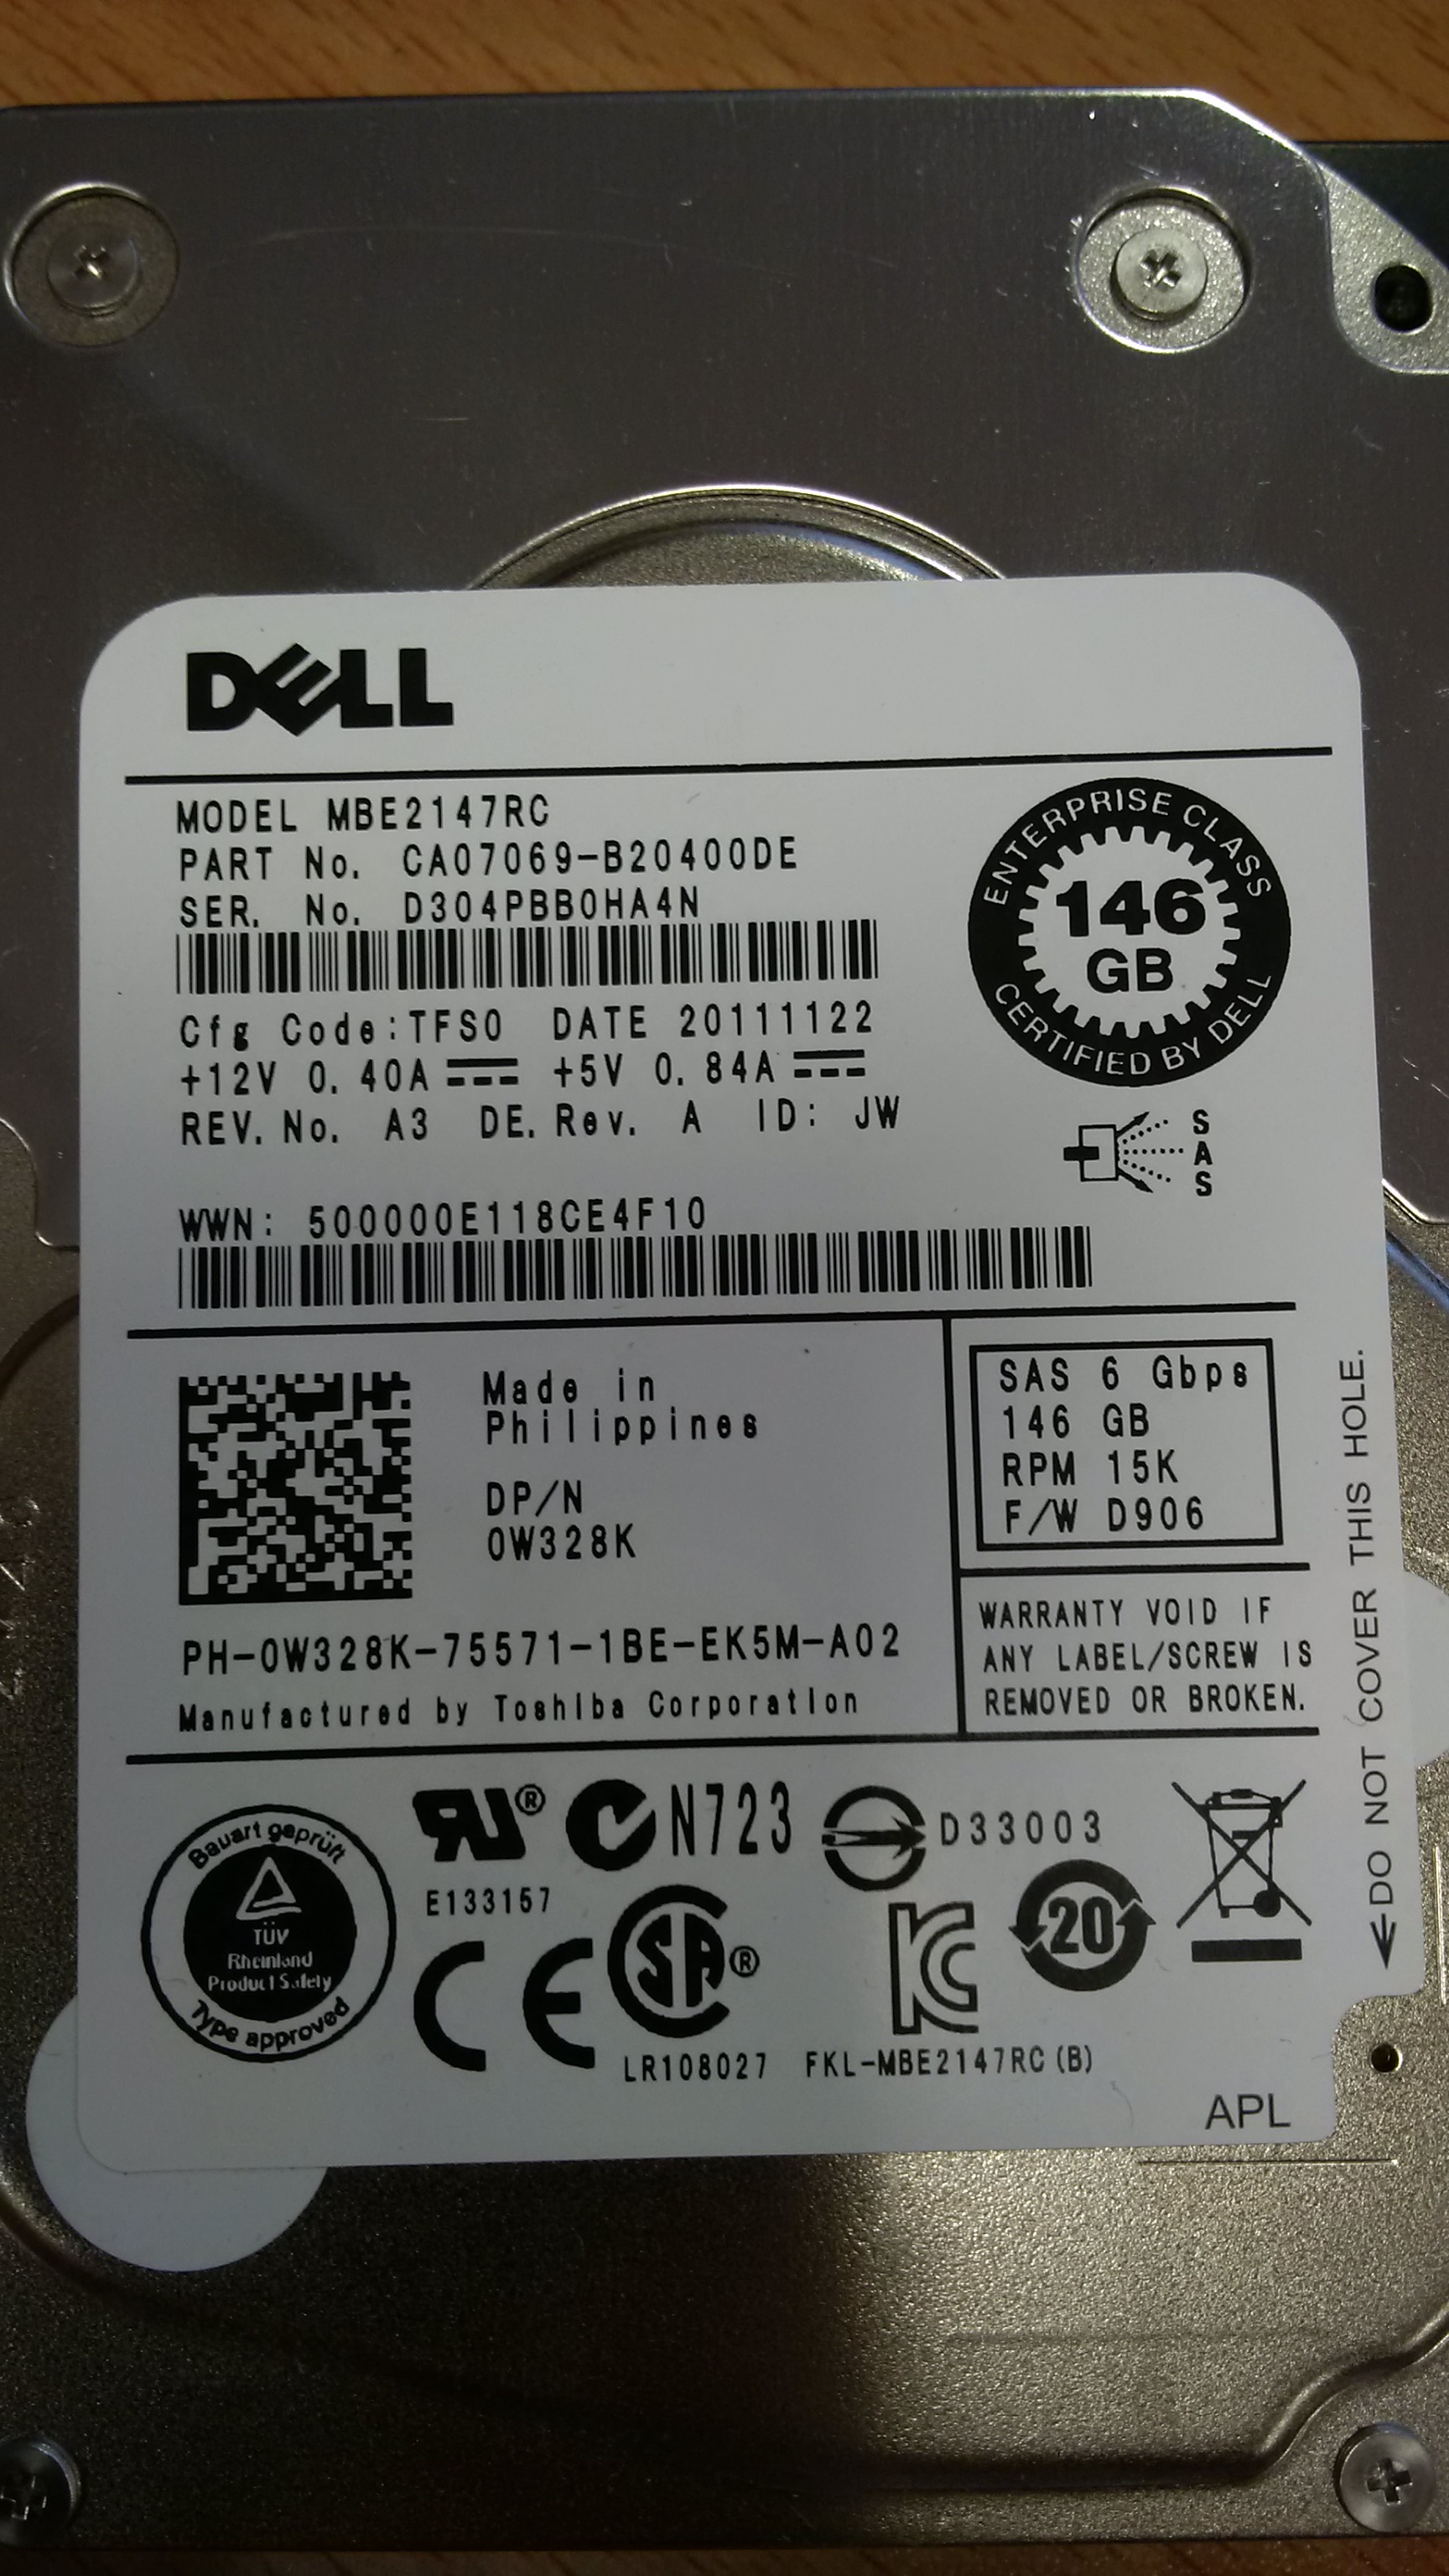 DELL
MODEL MBE2147RC
PART No. CA07069-B20400DE
SER. No. D304PBB0HA4N
ENTERPRISE CLASS
146
GB
CERTIFIED BY DELL
Cfg Code:TFS0 DATE 20111122
+12V 0.40A +5V 0.84A
REV. No. A3 DE. Rev. A ID: JW
SAS
WWN: 500000E118CE4F10
Made in
Philippines
DP/N
0W328K
PH-0W328K-75571-1BE-EK5M-A02
Manufactured by Toshiba Corporation
SAS 6 Gbps
146 GB
RPM 15K
F/W D906
WARRANTY VOID IF
ANY LABEL/SCREW IS
REMOVED OR BROKEN.
DO NOT COVER THIS HOLE.
Bauart geprüft
TÜV
Rheinland
Product Safety
Type approved
RU®
E133157
N723
D33003
CE
SA®
KC
20
LR108027 FKL-MBE2147RC (B)
APL